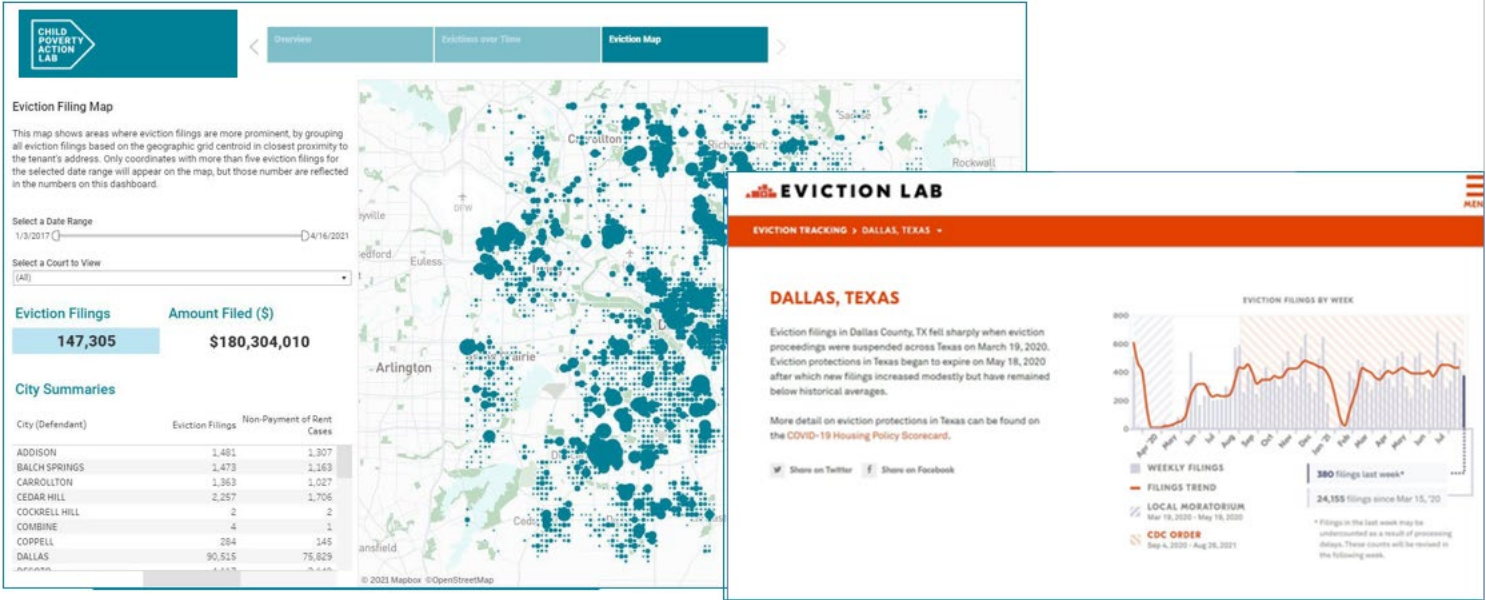 CHILD
POVERTY
ACTION
LAB
Overview
Evictions over Time
Eviction Map
Eviction Filing Map
This map shows areas where eviction filings are more prominent, by grouping
all eviction filings based on the geographic grid centroid in closest proximity to
the tenant's address. Only coordinates with more than five eviction filings for
the selected date range will appear on the map, but those number are reflected
in the numbers on this dashboard.
Select a Date Range
1/3/2017
4/16/2021
Select a Court to View
(All)
Eviction Filings
Amount Filed ($)
147,305
$180,304,010
City Summaries
City (Defendant)
Eviction Filings
Non-Payment of Rent
Cases
ADDISON 1,481 1,307
BALCH SPRINGS 1,473 1,163
CARROLLTON 1,363 1,027
CEDAR HILL 2,257 1,706
COCKRELL HILL 2 2
COMBINE 4 1
COPPELL 284 145
DALLAS 90,515 75,829
Carrollton
Rockwall
DFW
Euless
Arlington
© 2021 Mapbox ©OpenStreetMap
EVICTION LAB
EVICTION TRACKING > DALLAS, TEXAS
DALLAS, TEXAS
Eviction filings in Dallas County, TX fell sharply when eviction
proceedings were suspended across Texas on March 19, 2020.
Eviction protections in Texas began to expire on May 18, 2020
after which new filings increased modestly but have remained
below historical averages.
More detail on eviction protections in Texas can be found on
the COVID-19 Housing Policy Scorecard.
Share on Twitter
Share on Facebook
EVICTION FILINGS BY WEEK
800
600
400
200
0
Apr '20 May Jun Jul Aug Sep Oct Nov Dec Jan '21 Feb Mar Apr May Jun Jul
WEEKLY FILINGS
FILINGS TREND
LOCAL MORATORIUM
Mar 19, 2020 - May 18, 2020
CDC ORDER
Sep 4, 2020 - Aug 26, 2021
380 filings last week*
24,155 filings since Mar 15, '20
* Filings in the last week may be
undercounted as a result of processing
delays. These counts will be revised in
the following week.